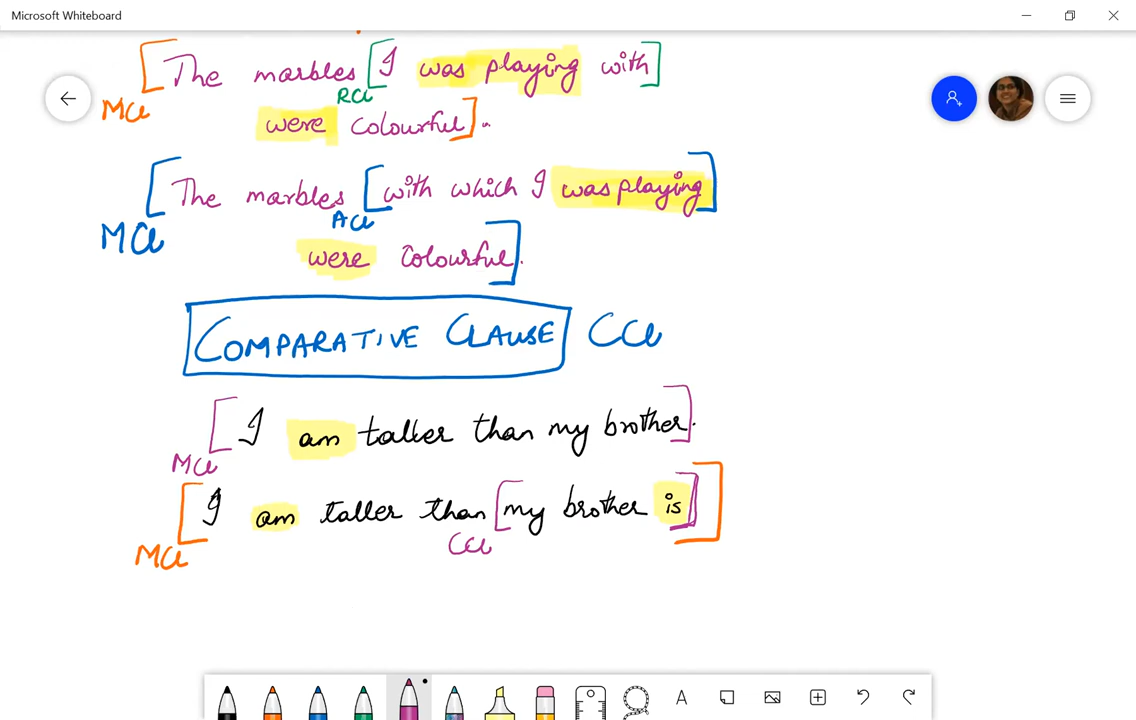 Microsoft Whiteboard
[The marbles [I was playing with]
RCl
MCl
were colourful].
[The marbles [with which I was playing]
ACl
MCl
were colourful].
COMPARATIVE CLAUSE CCl
[I am taller than my brother].
MCl
[I am taller than [my brother is]]
CCl
MCl
A